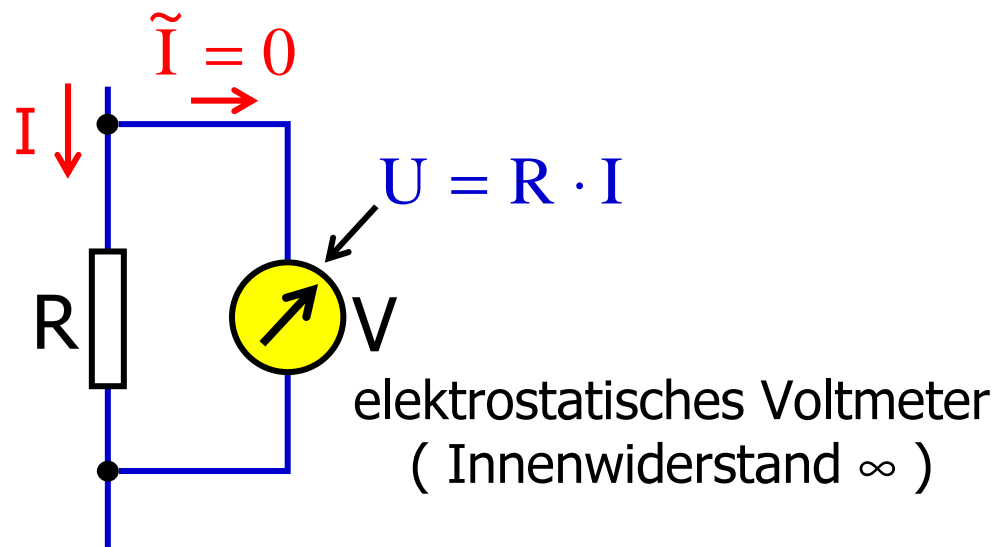 Ĩ = 0
I
U = R · I
R
V
elektrostatisches Voltmeter
( Innenwiderstand ∞ )